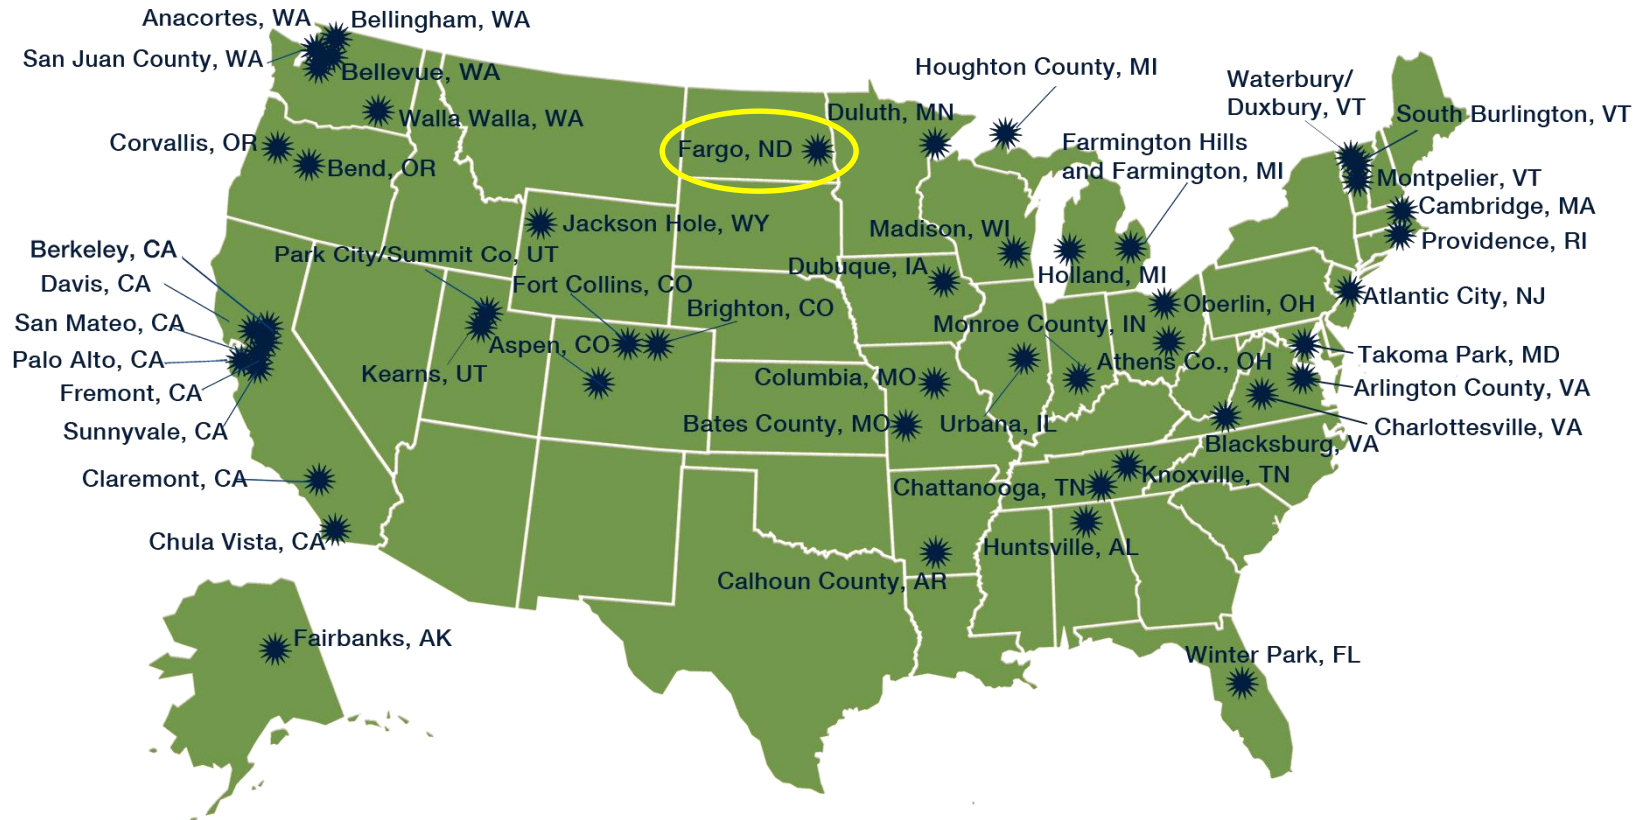 Anacortes, WA
Bellingham, WA
San Juan County, WA
Bellevue, WA
Walla Walla, WA
Corvallis, OR
Bend, OR
Fargo, ND
Duluth, MN
Houghton County, MI
Waterbury/
Duxbury, VT
South Burlington, VT
Farmington Hills
and Farmington, MI
Montpelier, VT
Cambridge, MA
Providence, RI
Jackson Hole, WY
Madison, WI
Berkeley, CA
Park City/Summit Co, UT
Dubuque, IA
Holland, MI
Davis, CA
Fort Collins, CO
Brighton, CO
Oberlin, OH
Atlantic City, NJ
San Mateo, CA
Monroe County, IN
Aspen, CO
Palo Alto, CA
Kearns, UT
Athens Co., OH
Takoma Park, MD
Columbia, MO
Arlington County, VA
Fremont, CA
Sunnyvale, CA
Bates County, MO
Urbana, IL
Charlottesville, VA
Blacksburg, VA
Claremont, CA
Chattanooga, TN
Knoxville, TN
Chula Vista, CA
Huntsville, AL
Calhoun County, AR
Fairbanks, AK
Winter Park, FL